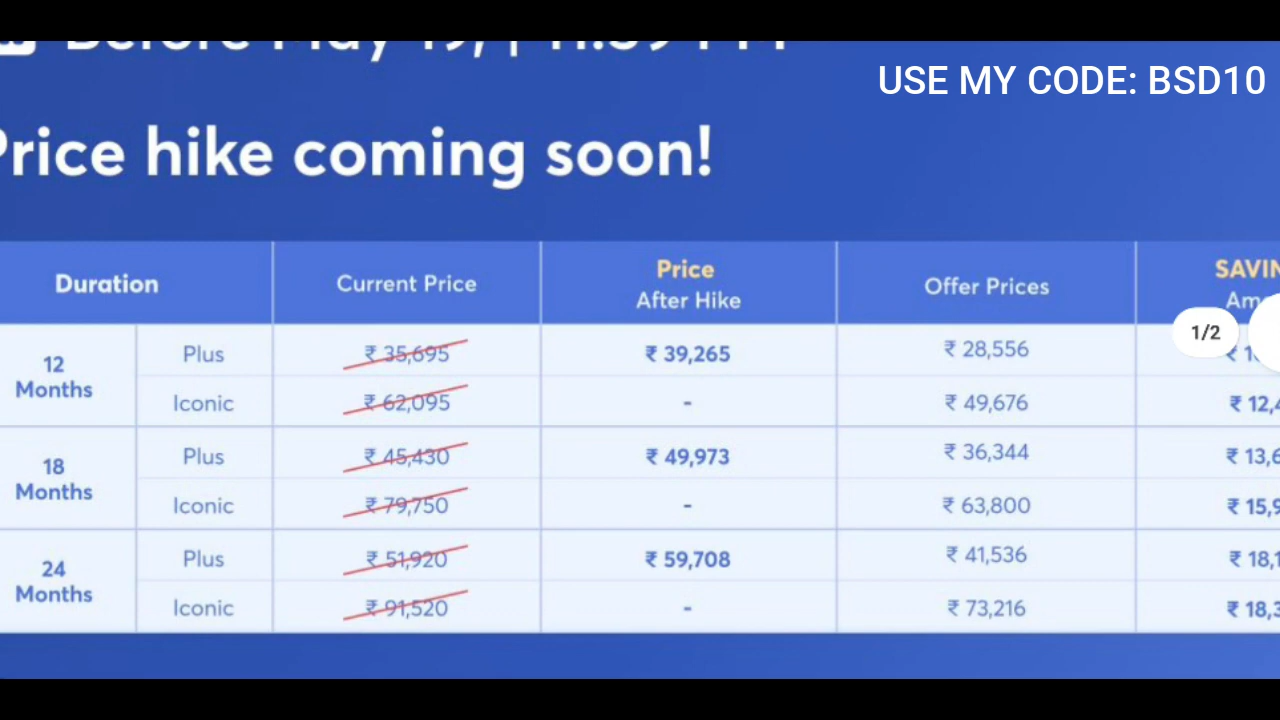 USE MY CODE: BSD10
Price hike coming soon!
Duration Current Price Price After Hike Offer Prices
12 Months Plus ₹ 35,695 ₹ 39,265 ₹ 28,556
Iconic ₹ 62,095 - ₹ 49,676
18 Months Plus ₹ 45,430 ₹ 49,973 ₹ 36,344
Iconic ₹ 79,750 - ₹ 63,800
24 Months Plus ₹ 51,920 ₹ 59,708 ₹ 41,536
Iconic ₹ 91,520 - ₹ 73,216
1/2